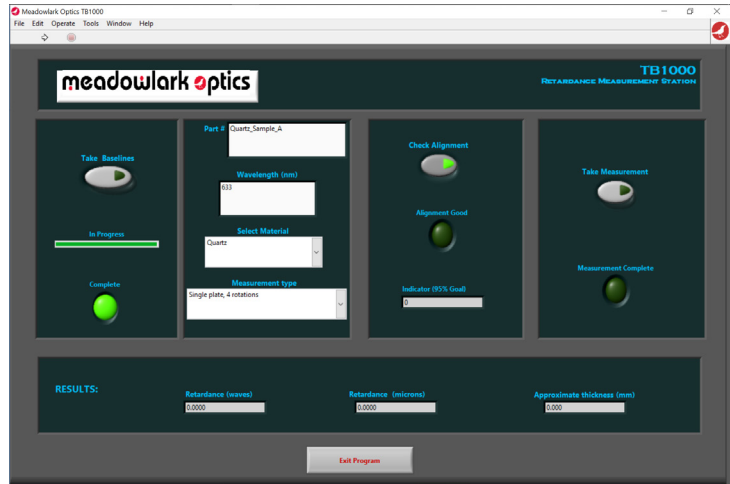 Meadowlark Optics TB1000
File Edit Operate Tools Window Help
meadowlark optics
TB1000
Retardance Measurement Station
Take Baselines
In Progress
Complete
Part #
Quartz_Sample_A
Wavelength (nm)
633
Select Material
Quartz
Measurement type
Single plate, 4 rotations
Check Alignment
Alignment Good
Indicator (95% Goal)
0
Take Measurement
Measurement Complete
RESULTS:
Retardance (waves)
0.0000
Retardance (microns)
0.0000
Approximate thickness (mm)
0.000
Exit Program